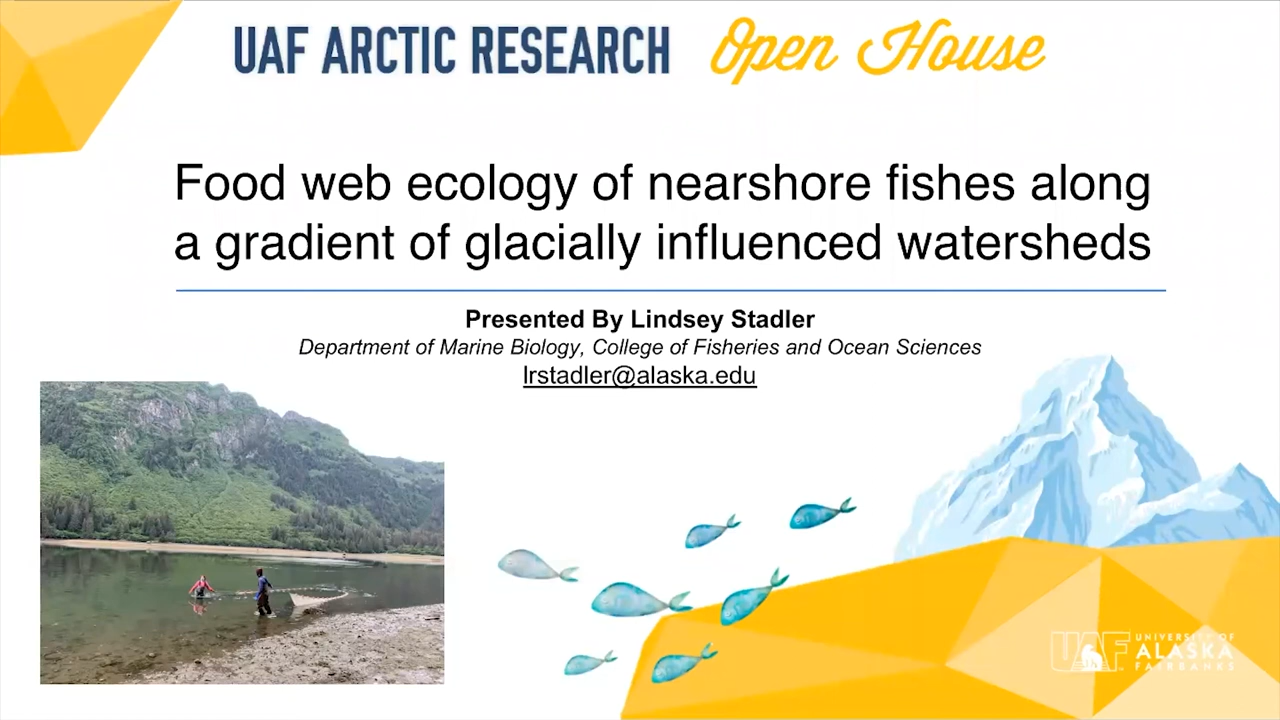 UAF ARCTIC RESEARCH Open House
Food web ecology of nearshore fishes along
a gradient of glacially influenced watersheds
Presented By Lindsey Stadler
Department of Marine Biology, College of Fisheries and Ocean Sciences
lrstadler@alaska.edu
UAF
UNIVERSITY OF
ALASKA
FAIRBANKS